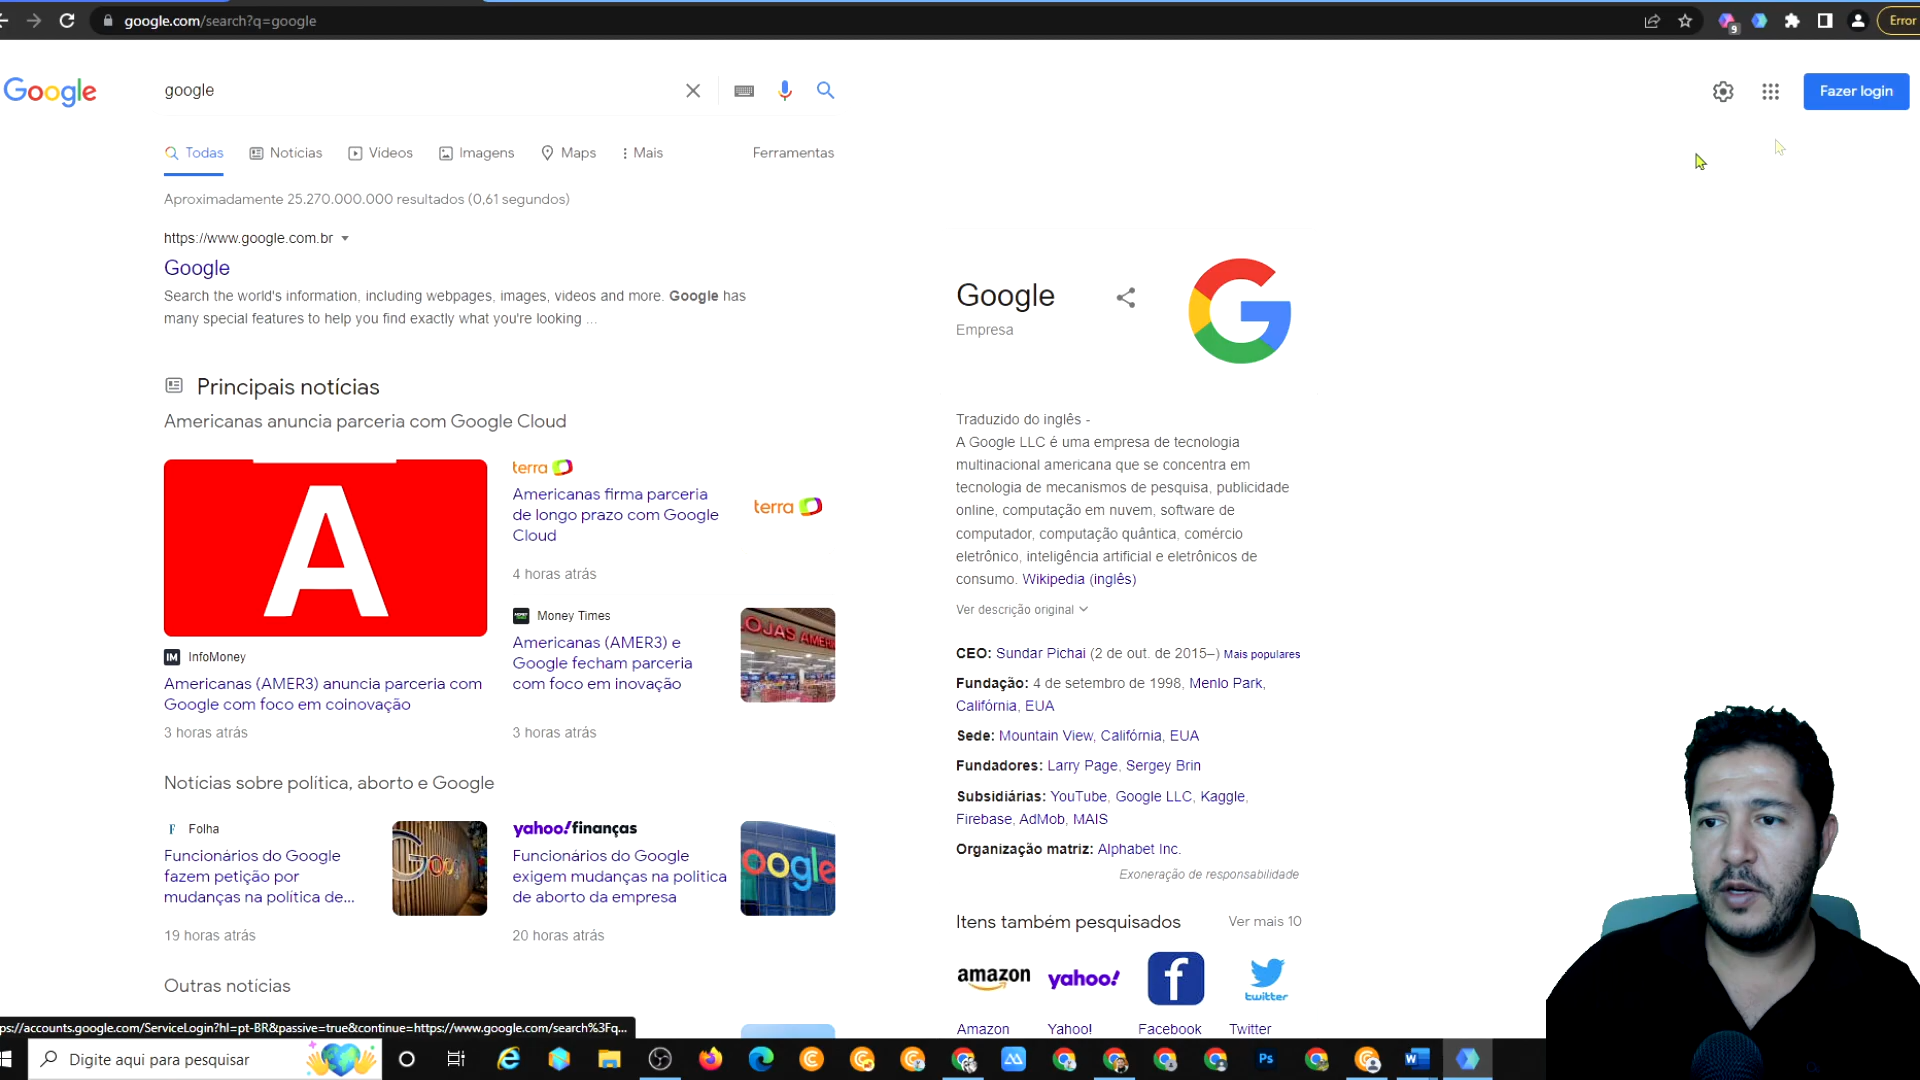 google.com/search?q=google
9
Error
Google
google
Fazer login
Todas
Notícias
Vídeos
Imagens
Maps
Mais
Ferramentas
Aproximadamente 25.270.000.000 resultados (0,61 segundos)
https://www.google.com.br
Google
Search the world's information, including webpages, images, videos and more. Google has
many special features to help you find exactly what you're looking ...
Principais notícias
Americanas anuncia parceria com Google Cloud
A
IM InfoMoney
Americanas (AMER3) anuncia parceria com
Google com foco em coinovação
3 horas atrás
terra
Americanas firma parceria
de longo prazo com Google
Cloud
4 horas atrás
terra
Money Times
Americanas (AMER3) e
Google fecham parceria
com foco em inovação
3 horas atrás
LOJAS AMERI
Notícias sobre política, aborto e Google
F Folha
Funcionários do Google
fazem petição por
mudanças na política de...
19 horas atrás
yahoo!finanças
Funcionários do Google
exigem mudanças na política
de aborto da empresa
20 horas atrás
oogle
Outras notícias
Google
Empresa
Traduzido do inglês -
A Google LLC é uma empresa de tecnologia
multinacional americana que se concentra em
tecnologia de mecanismos de pesquisa, publicidade
online, computação em nuvem, software de
computador, computação quântica, comércio
eletrônico, inteligência artificial e eletrônicos de
consumo. Wikipedia (inglês)
Ver descrição original
CEO: Sundar Pichai (2 de out. de 2015–) Mais populares
Fundação: 4 de setembro de 1998, Menlo Park,
Califórnia, EUA
Sede: Mountain View, Califórnia, EUA
Fundadores: Larry Page, Sergey Brin
Subsidiárias: YouTube, Google LLC, Kaggle,
Firebase, AdMob, MAIS
Organização matriz: Alphabet Inc.
Exoneração de responsabilidade
Itens também pesquisados
Ver mais 10
amazon
yahoo!
f
twitter
Amazon
Yahoo!
Facebook
Twitter
ps://accounts.google.com/ServiceLogin?hl=pt-BR&passive=true&continue=https://www.google.com/search%3Fq...
Digite aqui para pesquisar
Ps